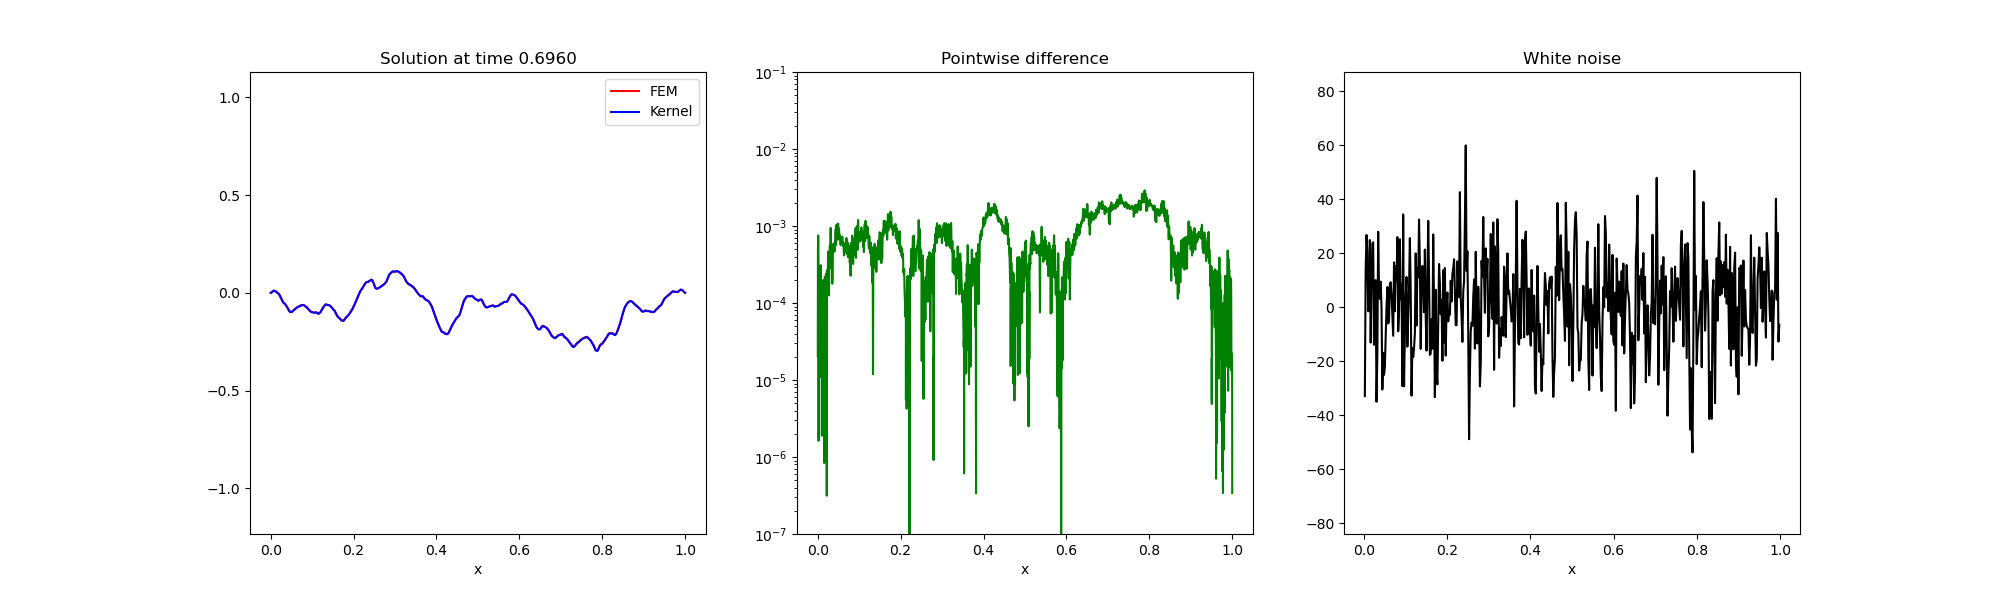 Solution at time 0.6960
1.0
0.5
0.0
−0.5
−1.0
0.0 0.2 0.4 0.6 0.8 1.0
x
FEM
Kernel
Pointwise difference
10⁻¹
10⁻²
10⁻³
10⁻⁴
10⁻⁵
10⁻⁶
10⁻⁷
0.0 0.2 0.4 0.6 0.8 1.0
x
White noise
80
60
40
20
0
−20
−40
−60
−80
0.0 0.2 0.4 0.6 0.8 1.0
x